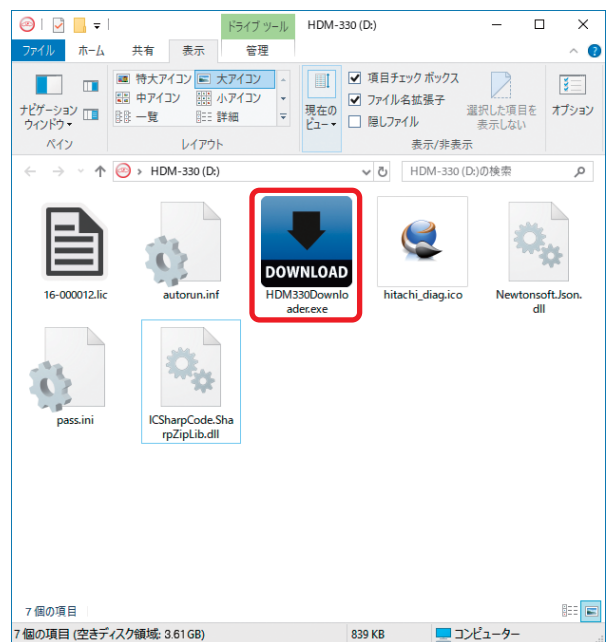 ドライブ ツール HDM-330 (D:)
ファイル ホーム 共有 表示 管理
特大アイコン 大アイコン
中アイコン 小アイコン
一覧 詳細
ナビゲーション
ウィンドウ
現在の
ビュー
項目チェック ボックス
ファイル名拡張子
隠しファイル
選択した項目を
表示しない
オプション
ペイン レイアウト 表示/非表示
HDM-330 (D:) HDM-330 (D:)の検索
DOWNLOAD
16-000012.lic
autorun.inf
HDM330Downlo
ader.exe
hitachi_diag.ico
Newtonsoft.Json.
dll
pass.ini
ICSharpCode.Sha
rpZipLib.dll
7 個の項目
7 個の項目 (空きディスク領域: 3.61 GB) 839 KB コンピューター